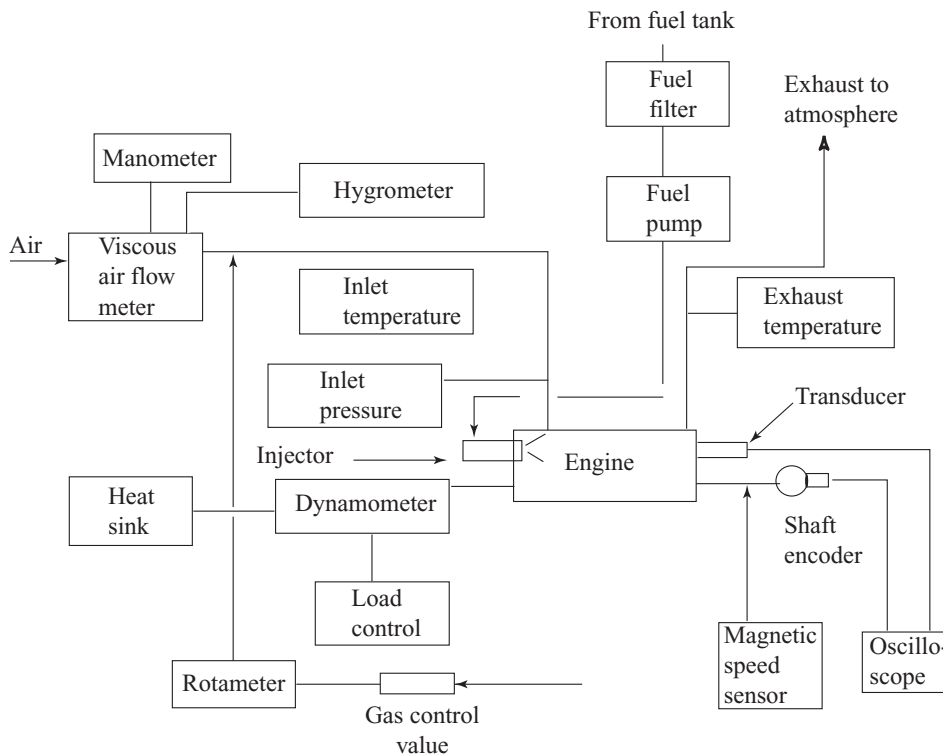 From fuel tank
Fuel
filter
Exhaust to
atmosphere
Manometer
Hygrometer
Fuel
pump
Air
Viscous
air flow
meter
Inlet
temperature
Exhaust
temperature
Inlet
pressure
Transducer
Injector
Engine
Heat
sink
Dynamometer
Shaft
encoder
Load
control
Magnetic
speed
sensor
Oscillo-
scope
Rotameter
Gas control
value